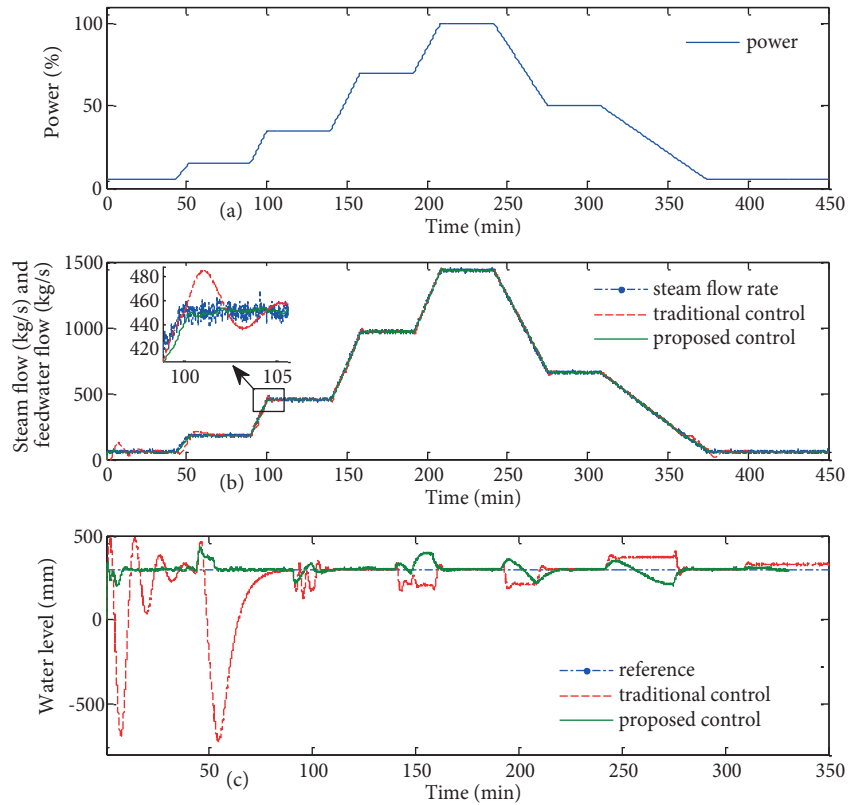 100
50
0
Power (%)
power
0 50 100 150 200 250 300 350 400 450
(a)
Time (min)
1500
1000
500
0
Steam flow (kg/s) and
feedwater flow (kg/s)
480
460
440
420
100 105
steam flow rate
traditional control
proposed control
0 50 100 150 200 250 300 350 400 450
(b)
Time (min)
500
0
-500
Water level (mm)
reference
traditional control
proposed control
50 100 150 200 250 300 350
(c)
Time (min)